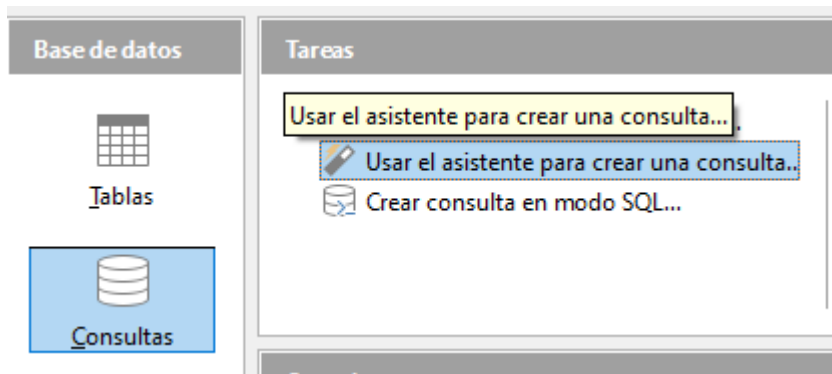 Base de datos
Tareas
Usar el asistente para crear una consulta...
Usar el asistente para crear una consulta..
Tablas
Crear consulta en modo SQL...
Consultas